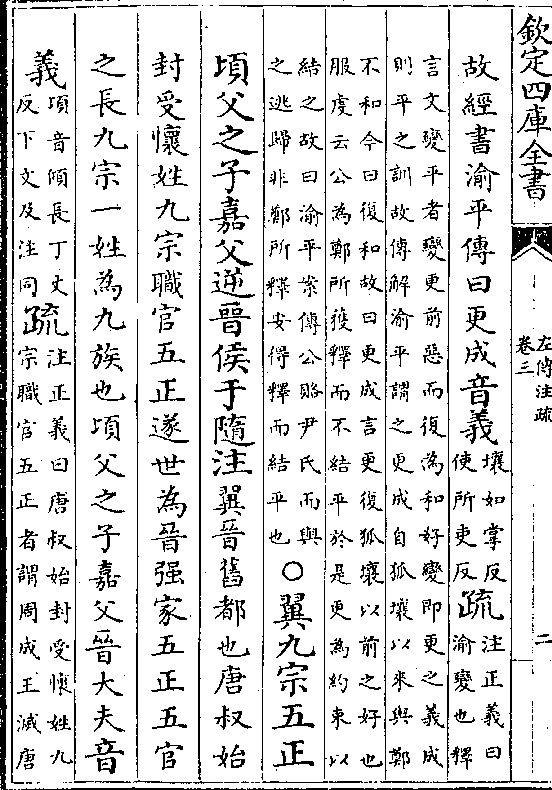 欽定四庫全書
左傳注疏
卷三
二
故經書渝平傳曰更成音義壤如掌反使所吏反疏注正義曰渝變也釋
言文變平者變更前惡而復為和好變即更之義成
則平之訓故傳解渝平謂之更成自狐壤以來與鄭
不和今曰復和故曰更成言更復狐壤以前之好也
服虔云公為鄭所獲釋而不結平於是更為約束以
結之故曰渝平案傳公賂尹氏而與
之逃歸非鄭所釋安得釋而結平也○翼九宗五正
頃父之子嘉父逆晉侯于隨注翼晉舊都也唐叔始
封受懷姓九宗職官五正遂世為晉强家五正五官
之長九宗一姓為九族也頃父之子嘉父晉大夫音
義頃音傾長丁丈反下文及注同疏注正義曰唐叔始封受懷姓九宗職官五正者謂周成王滅唐